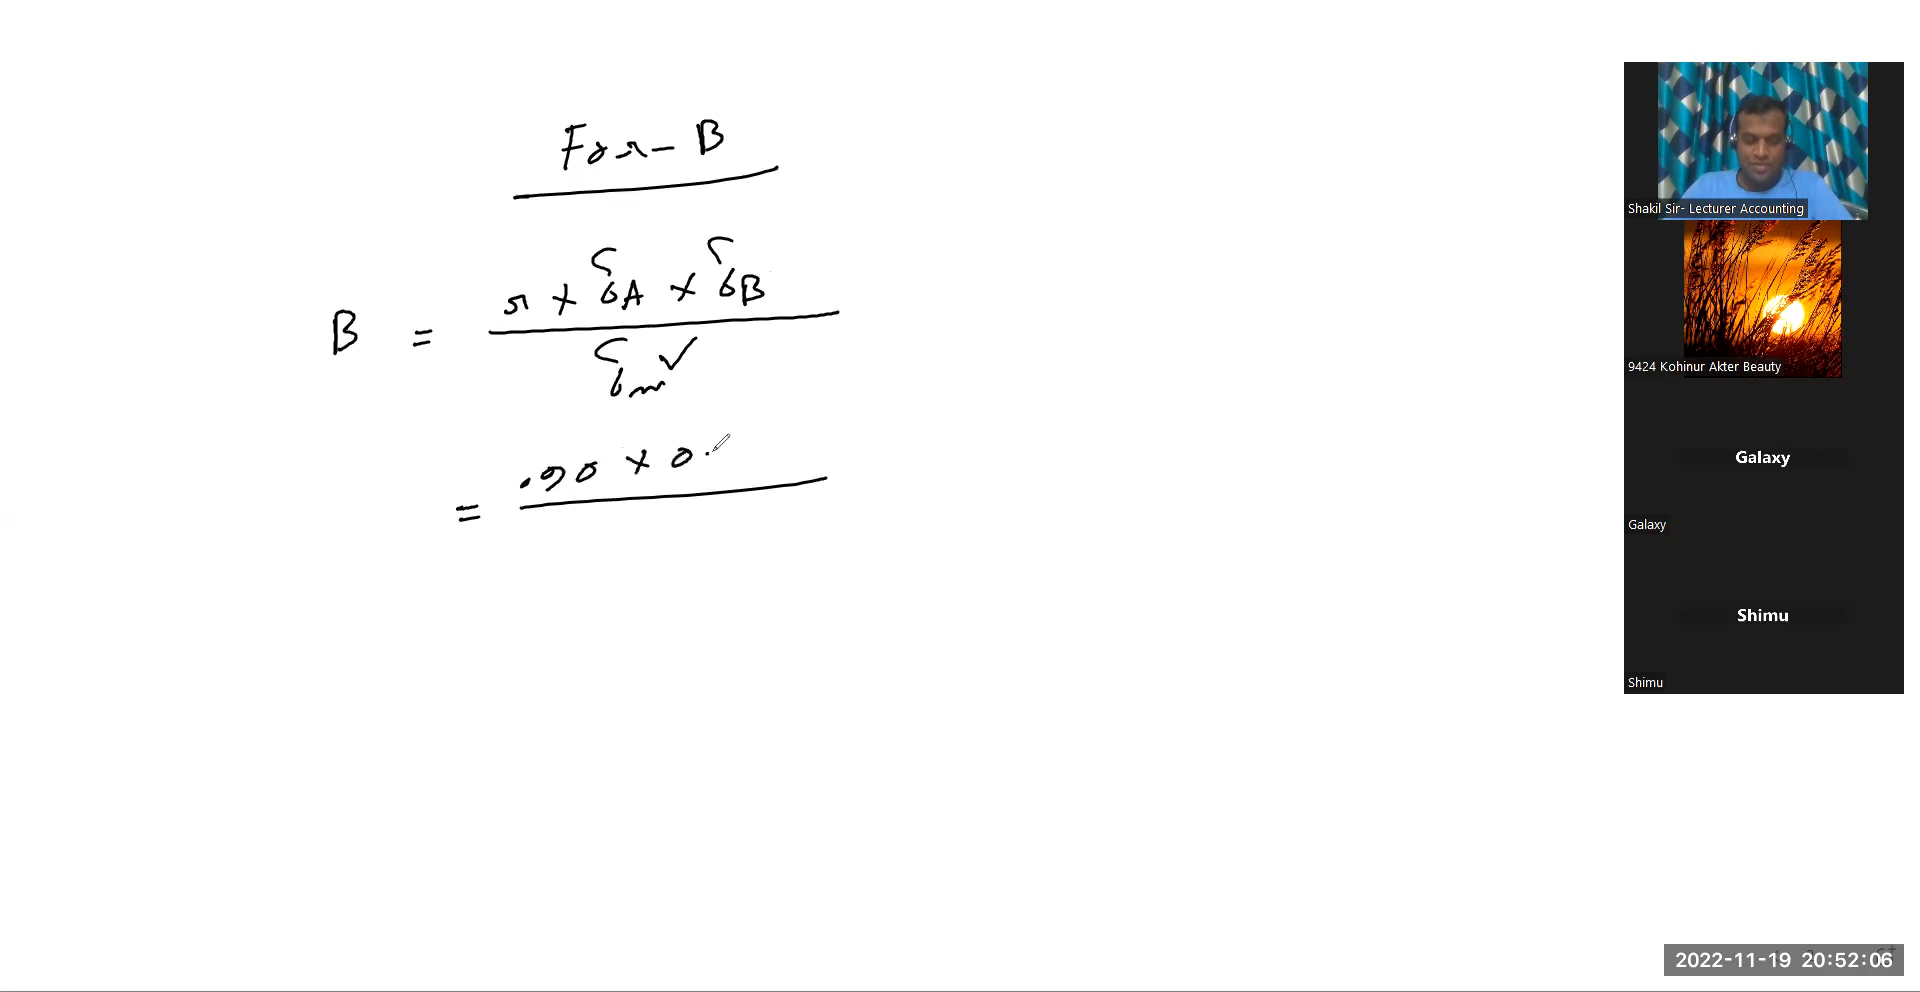 For - B
B = r × σA × σB
σm ✓
= .90 × 0.
Shakil Sir- Lecturer Accounting
9424 Kohinur Akter Beauty
Galaxy
Galaxy
Shimu
Shimu
2022-11-19 20:52:06